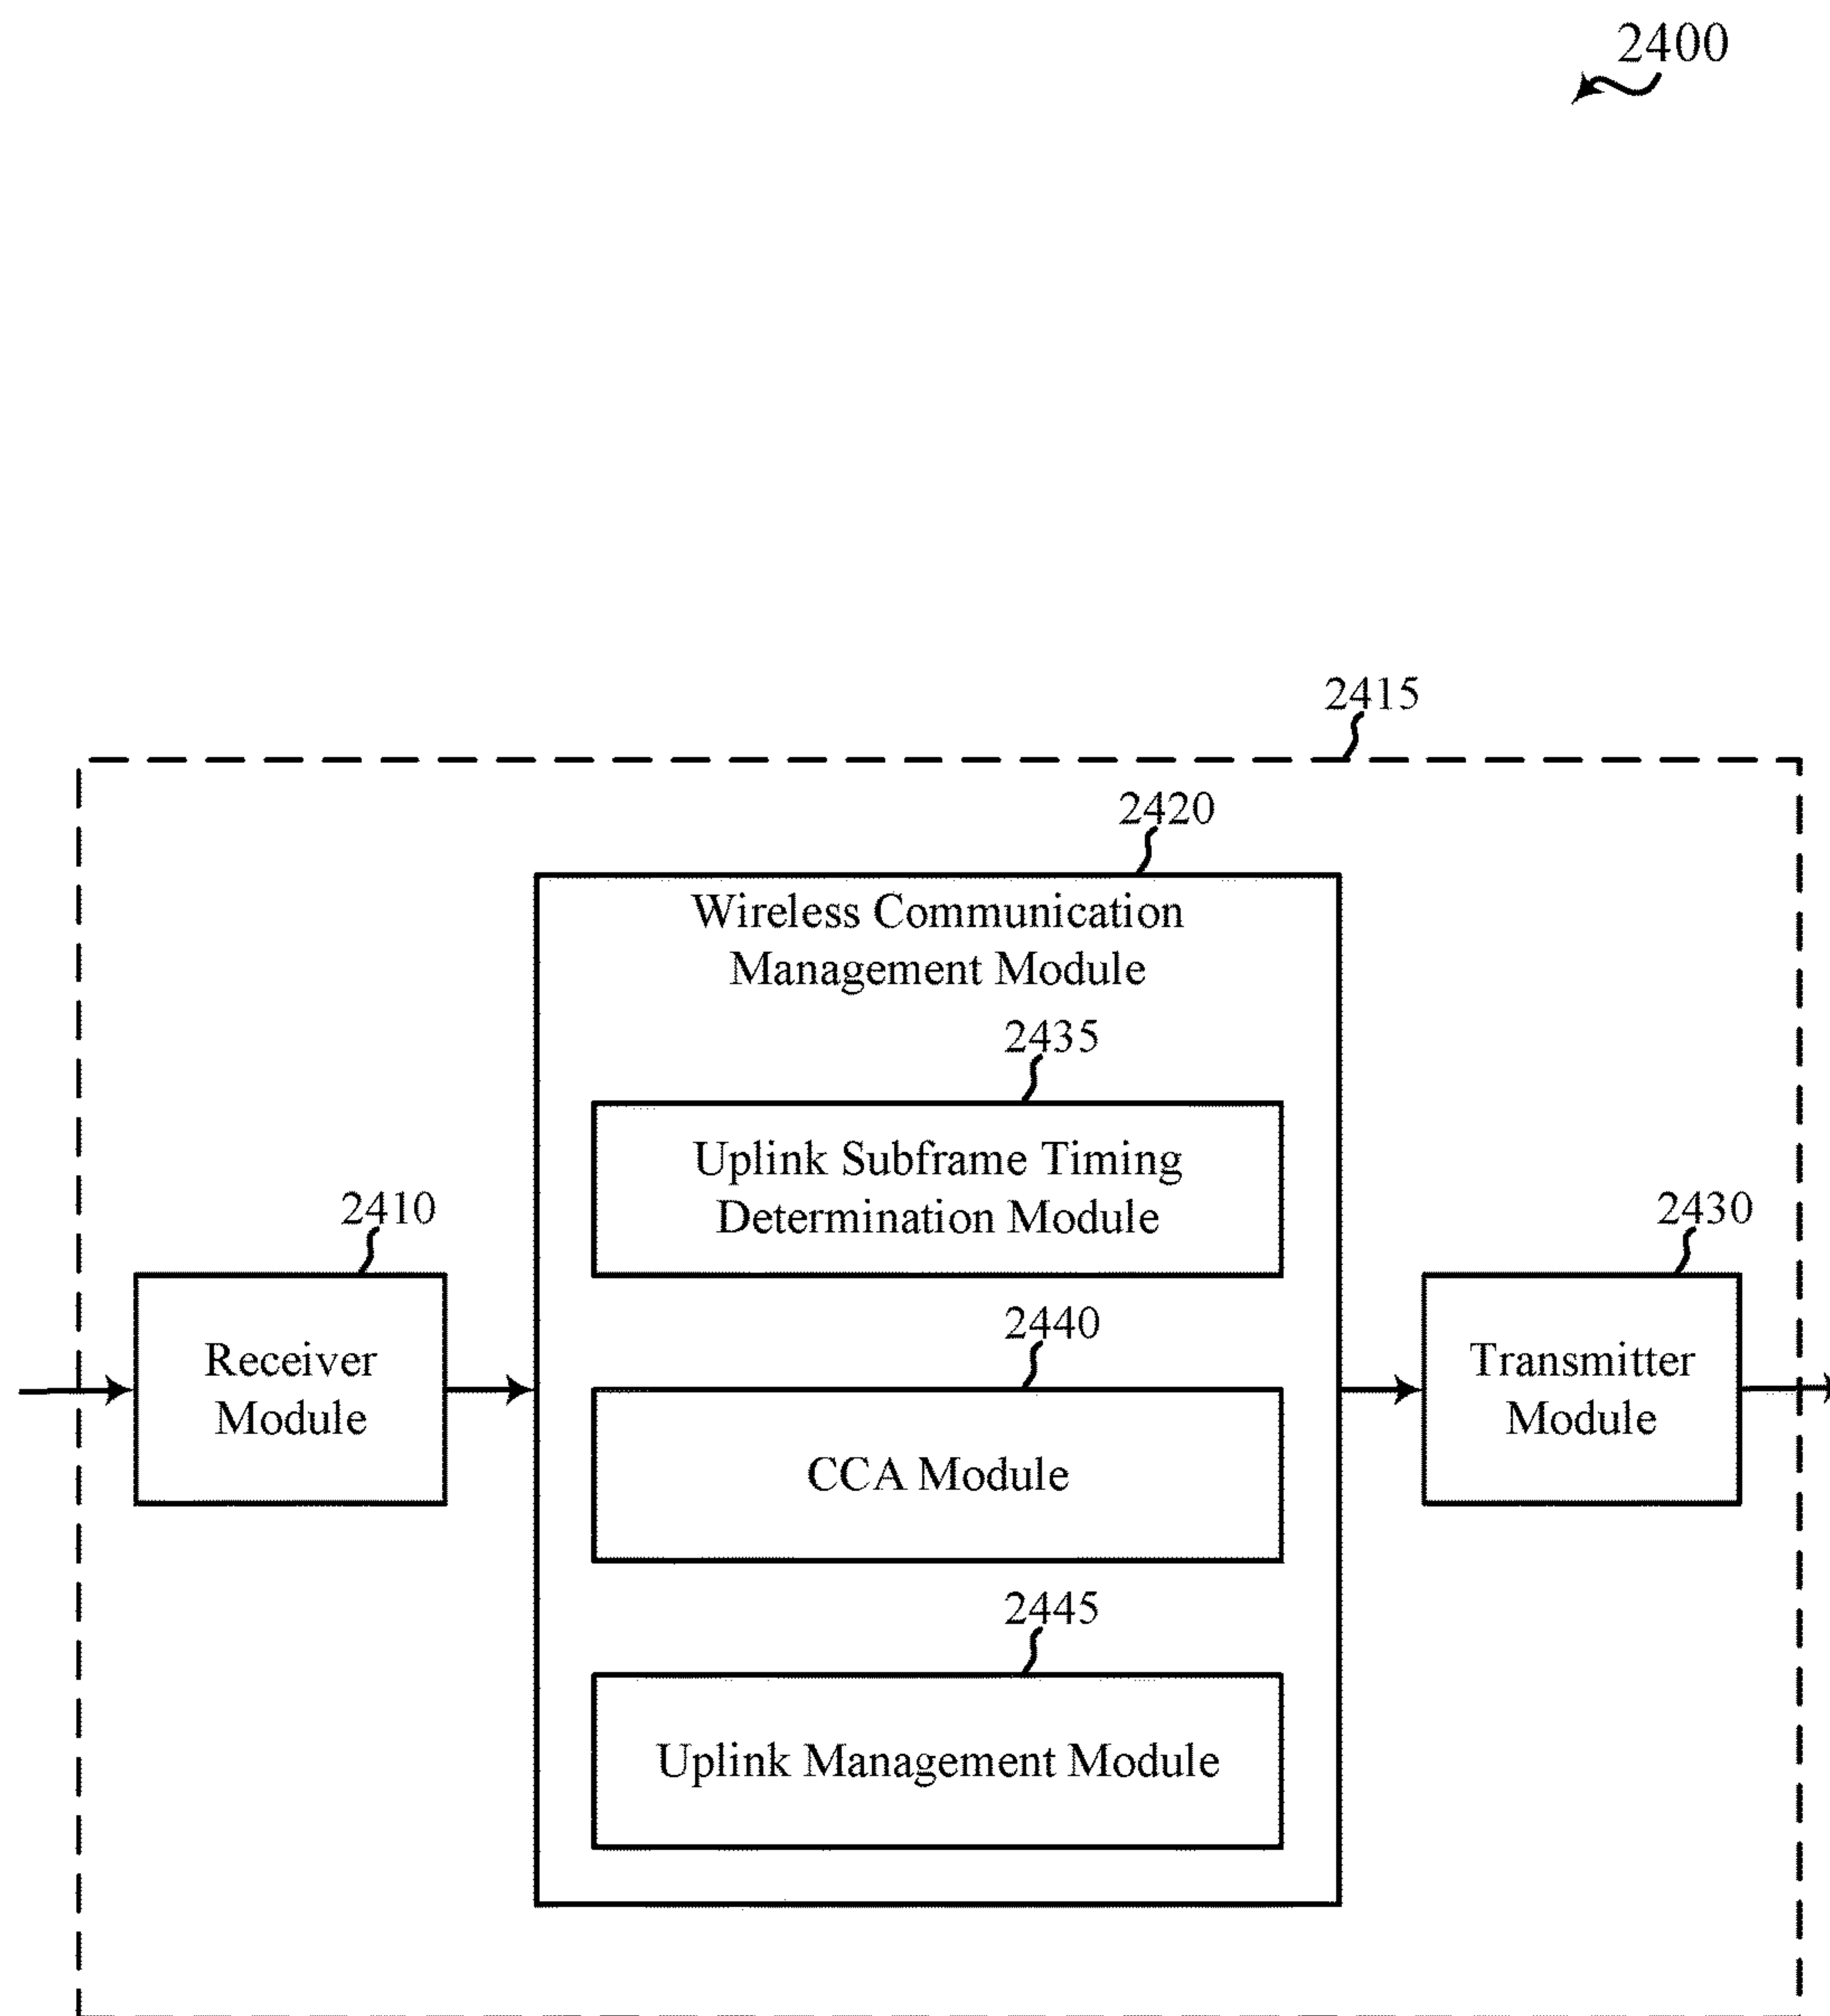 2400
2415
2420
Wireless Communication
Management Module
2435
Uplink Subframe Timing
Determination Module
2410
Receiver
Module
2430
Transmitter
Module
2440
CCA Module
2445
Uplink Management Module